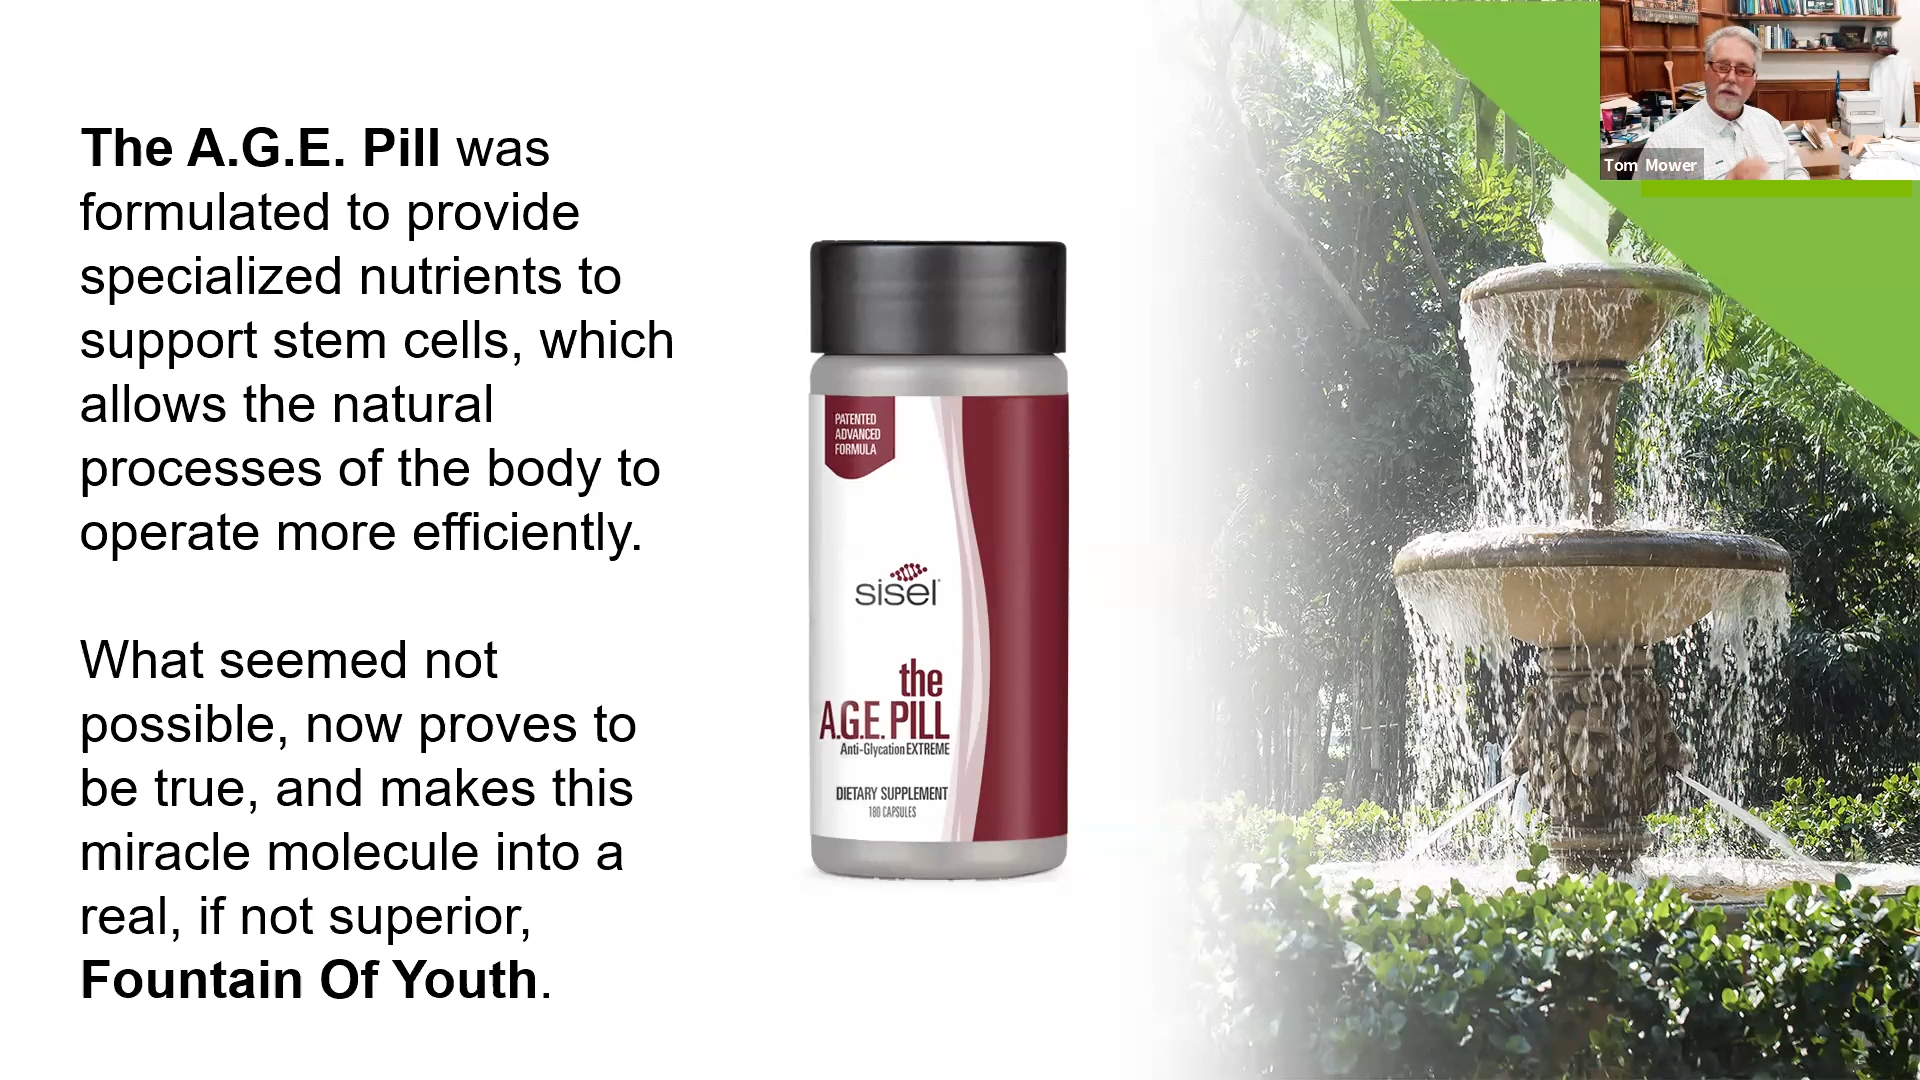 The A.G.E. Pill was
formulated to provide
specialized nutrients to
support stem cells, which
allows the natural
processes of the body to
operate more efficiently.
What seemed not
possible, now proves to
be true, and makes this
miracle molecule into a
real, if not superior,
Fountain Of Youth.
PATENTED
ADVANCED
FORMULA
sisel
the
A.G.E. PILL
Anti-Glycation EXTREME
DIETARY SUPPLEMENT
180 CAPSULES
Tom Mower